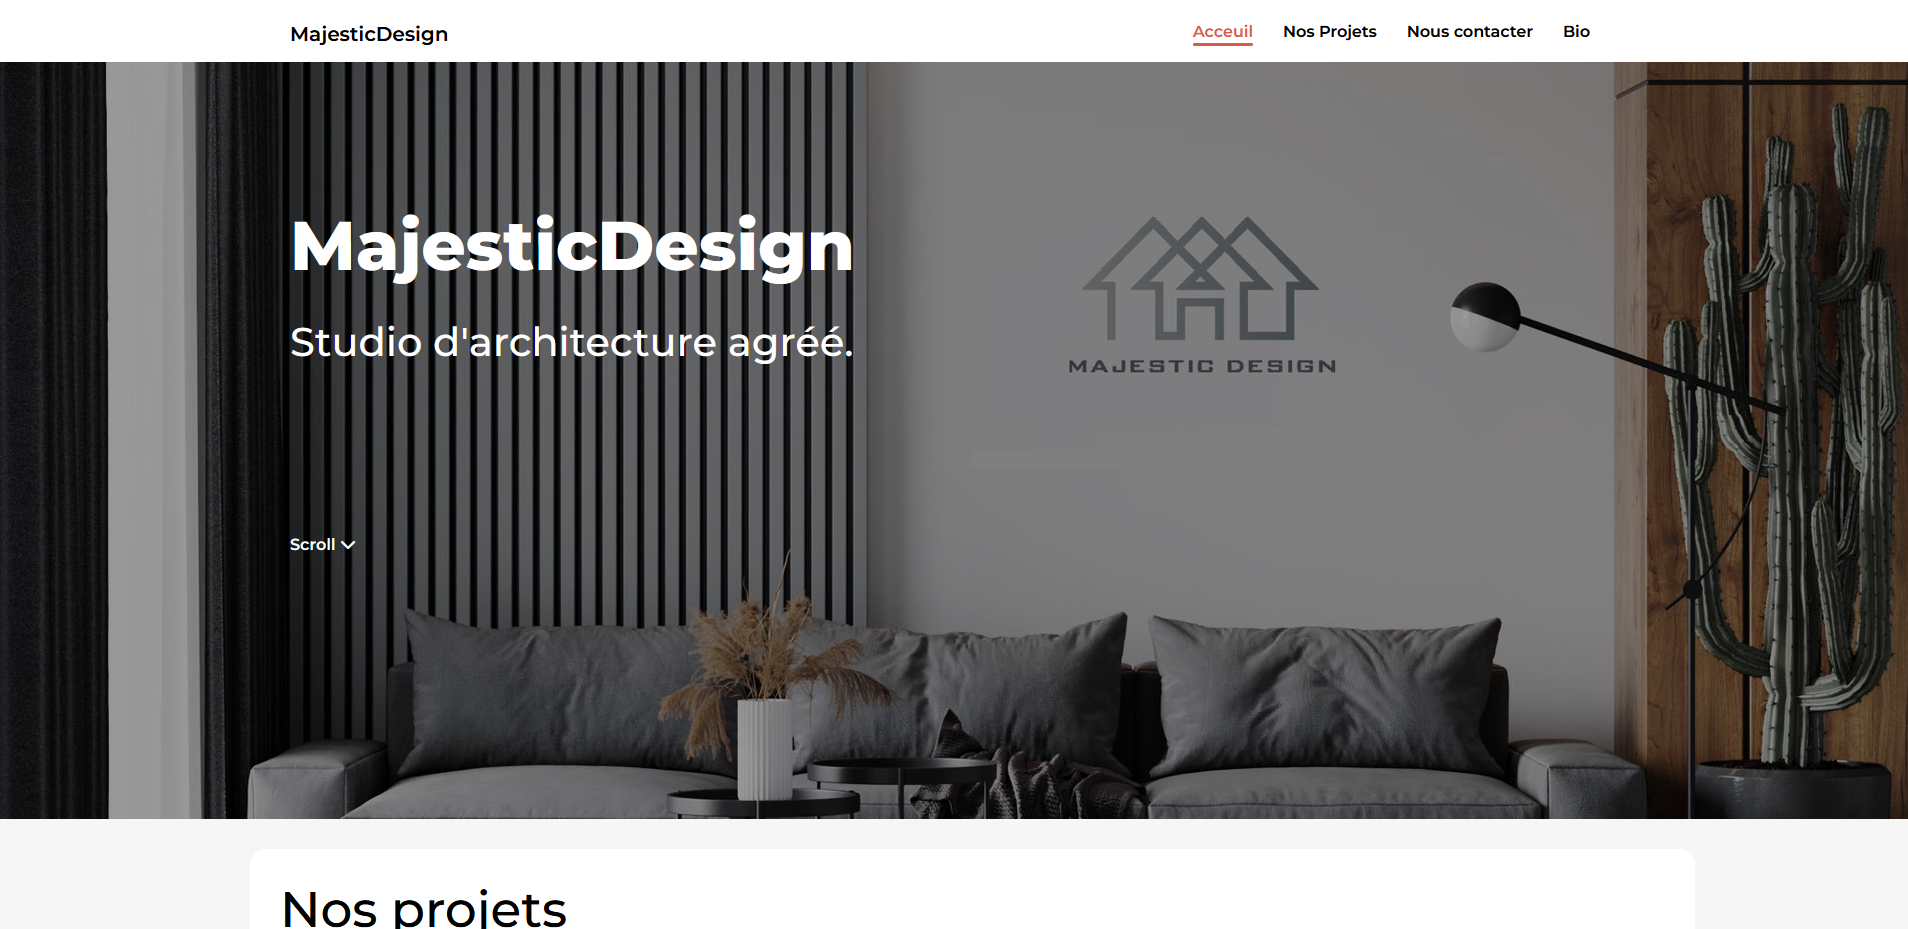 MajesticDesign
Acceuil
Nos Projets
Nous contacter
Bio
MajesticDesign
Studio d'architecture agréé.
MAJESTIC DESIGN
Scroll
Nos projets